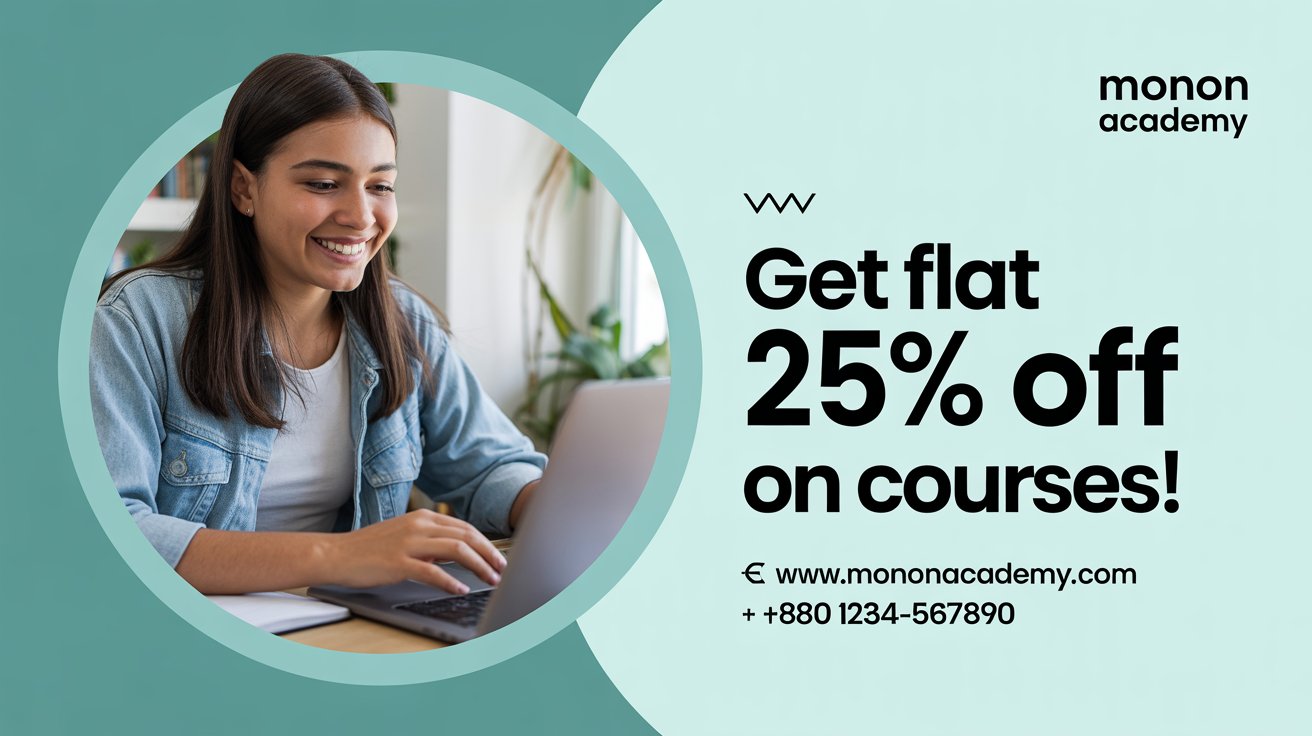 monon
academy
Get flat
25% off
on courses!
€ www.mononacademy.com
+ +880 1234-567890